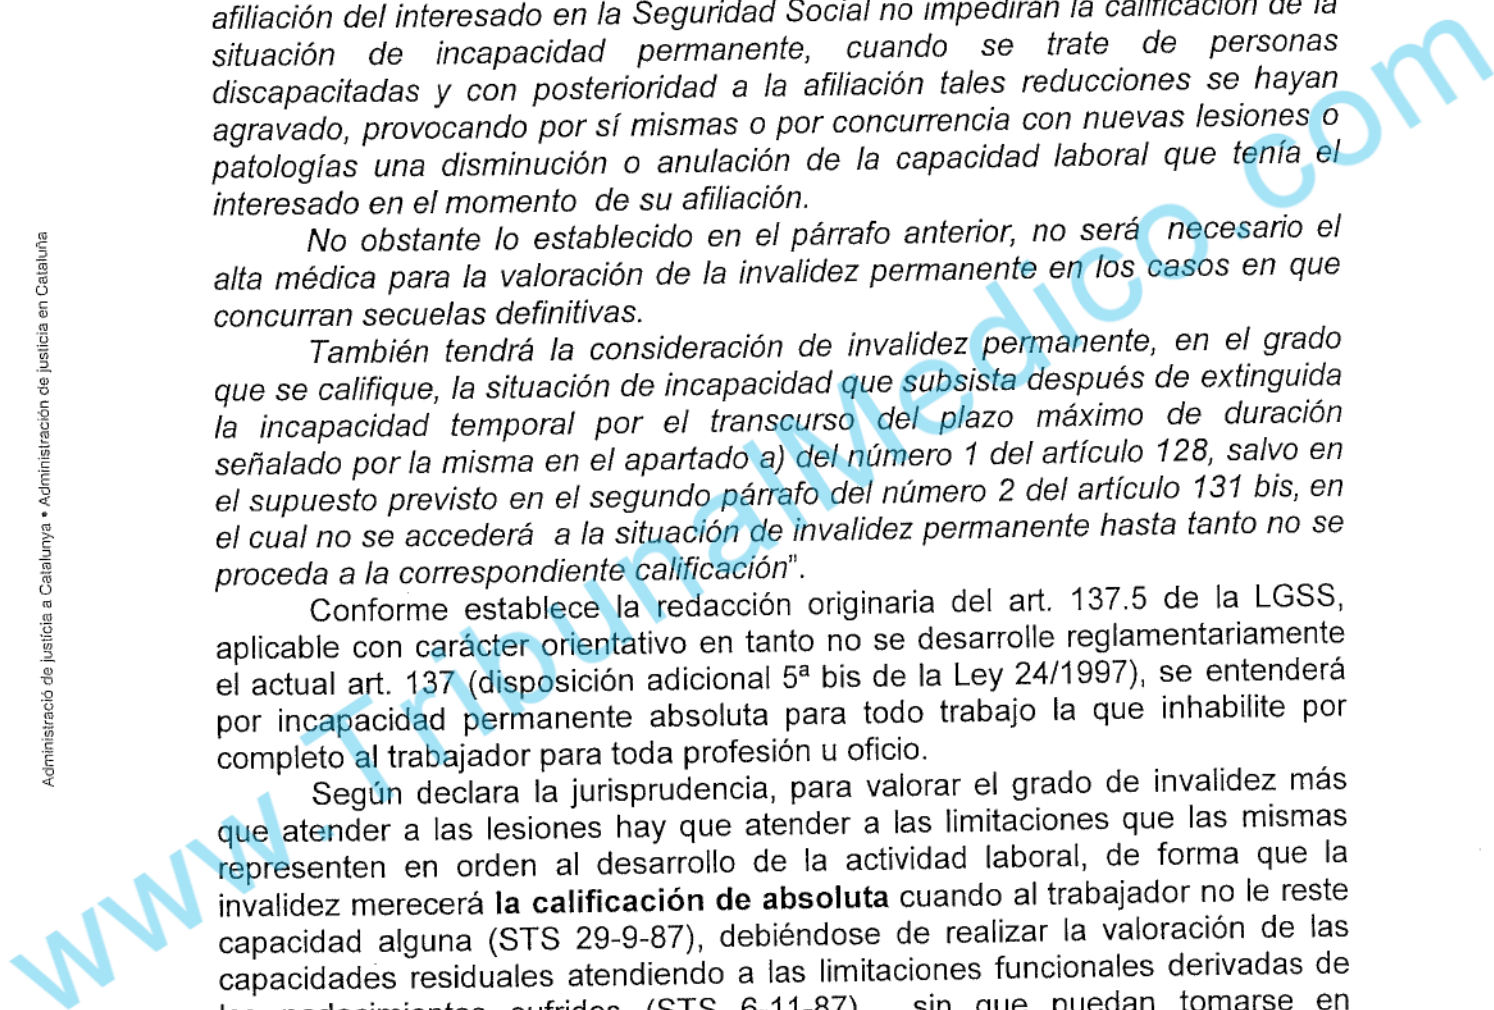 afiliación del interesado en la Seguridad Social no impedirán la calificación de la
situación de incapacidad permanente, cuando se trate de personas
discapacitadas y con posterioridad a la afiliación tales reducciones se hayan
agravado, provocando por sí mismas o por concurrencia con nuevas lesiones o
patologías una disminución o anulación de la capacidad laboral que tenía el
interesado en el momento de su afiliación.
No obstante lo establecido en el párrafo anterior, no será necesario el
alta médica para la valoración de la invalidez permanente en los casos en que
concurran secuelas definitivas.
También tendrá la consideración de invalidez permanente, en el grado
que se califique, la situación de incapacidad que subsista después de extinguida
la incapacidad temporal por el transcurso del plazo máximo de duración
señalado por la misma en el apartado a) del número 1 del artículo 128, salvo en
el supuesto previsto en el segundo párrafo del número 2 del artículo 131 bis, en
el cual no se accederá a la situación de invalidez permanente hasta tanto no se
proceda a la correspondiente calificación”.
Conforme establece la redacción originaria del art. 137.5 de la LGSS,
aplicable con carácter orientativo en tanto no se desarrolle reglamentariamente
el actual art. 137 (disposición adicional 5ª bis de la Ley 24/1997), se entenderá
por incapacidad permanente absoluta para todo trabajo la que inhabilite por
completo al trabajador para toda profesión u oficio.
Según declara la jurisprudencia, para valorar el grado de invalidez más
que atender a las lesiones hay que atender a las limitaciones que las mismas
representen en orden al desarrollo de la actividad laboral, de forma que la
invalidez merecerá la calificación de absoluta cuando al trabajador no le reste
capacidad alguna (STS 29-9-87), debiéndose de realizar la valoración de las
capacidades residuales atendiendo a las limitaciones funcionales derivadas de
los padecimientos sufridos (STS 6-11-87), sin que puedan tomarse en
Administració de justícia a Catalunya • Administración de justicia en Cataluña
www.TribunalMedico.com